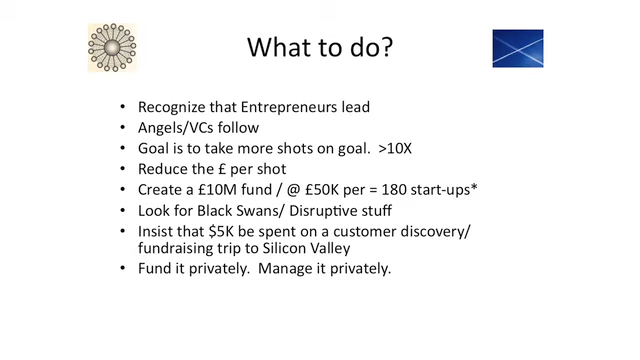 What to do?
• Recognize that Entrepreneurs lead
• Angels/VCs follow
• Goal is to take more shots on goal.  >10X
• Reduce the £ per shot
• Create a £10M fund / @ £50K per = 180 start-ups*
• Look for Black Swans/ Disruptive stuff
• Insist that $5K be spent on a customer discovery/
fundraising trip to Silicon Valley
• Fund it privately.  Manage it privately.